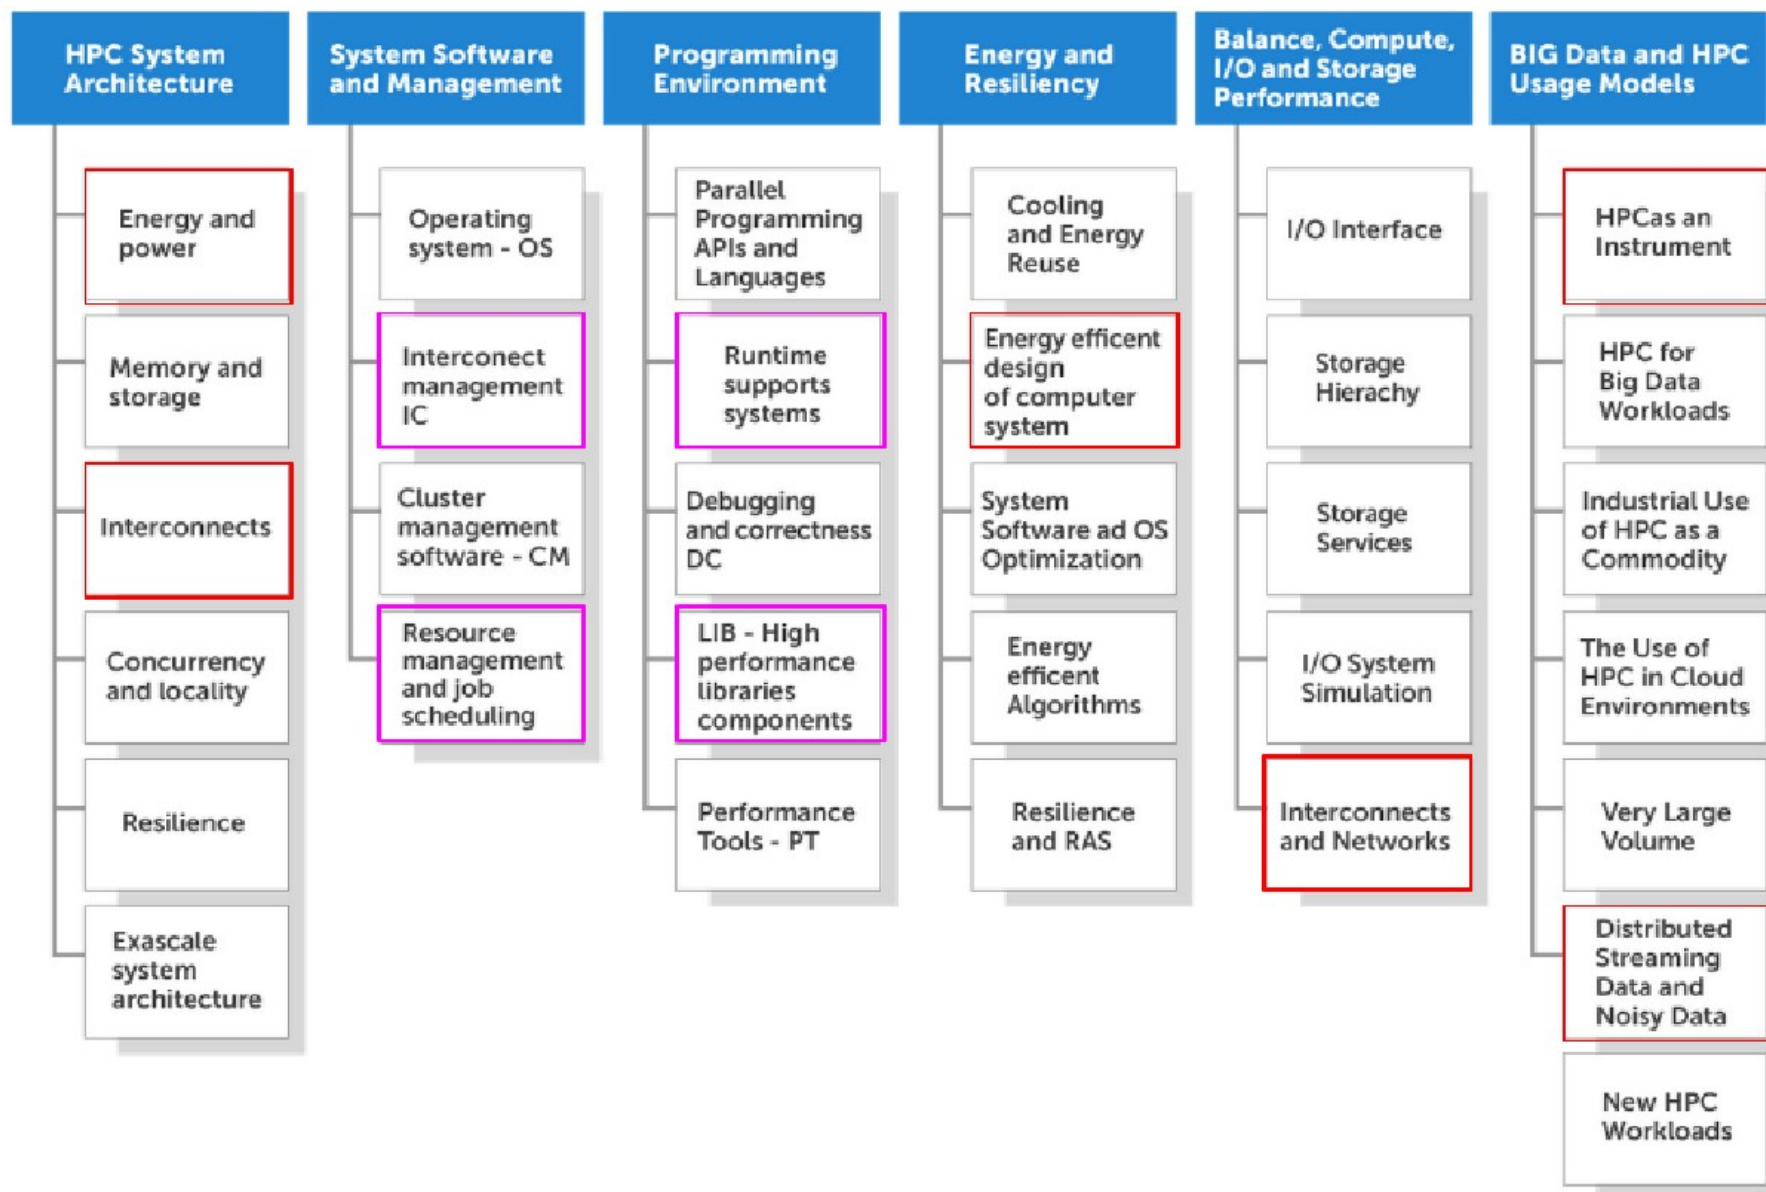 HPC System
Architecture
Energy and
power
Memory and
storage
Interconnects
Concurrency
and locality
Resilience
Exascale
system
architecture
System Software
and Management
Operating
system - OS
Interconect
management
IC
Cluster
management
software - CM
Resource
management
and job
scheduling
Programming
Environment
Parallel
Programming
APIs and
Languages
Runtime
supports
systems
Debugging
and correctness
DC
LIB - High
performance
libraries
components
Performance
Tools - PT
Energy and
Resiliency
Cooling
and Energy
Reuse
Energy efficent
design
of computer
system
System
Software ad OS
Optimization
Energy
efficent
Algorithms
Resilience
and RAS
Balance, Compute,
I/O and Storage
Performance
I/O Interface
Storage
Hierachy
Storage
Services
I/O System
Simulation
Interconnects
and Networks
BIG Data and HPC
Usage Models
HPCas an
Instrument
HPC for
Big Data
Workloads
Industrial Use
of HPC as a
Commodity
The Use of
HPC in Cloud
Environments
Very Large
Volume
Distributed
Streaming
Data and
Noisy Data
New HPC
Workloads